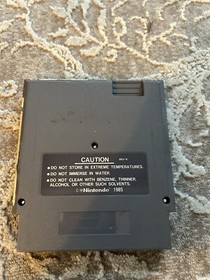 CAUTION REV-A
• DO NOT STORE IN EXTREME TEMPERATURES.
• DO NOT IMMERSE IN WATER.
• DO NOT CLEAN WITH BENZENE, THINNER,
ALCOHOL OR OTHER SUCH SOLVENTS.
©Nintendo® 1985